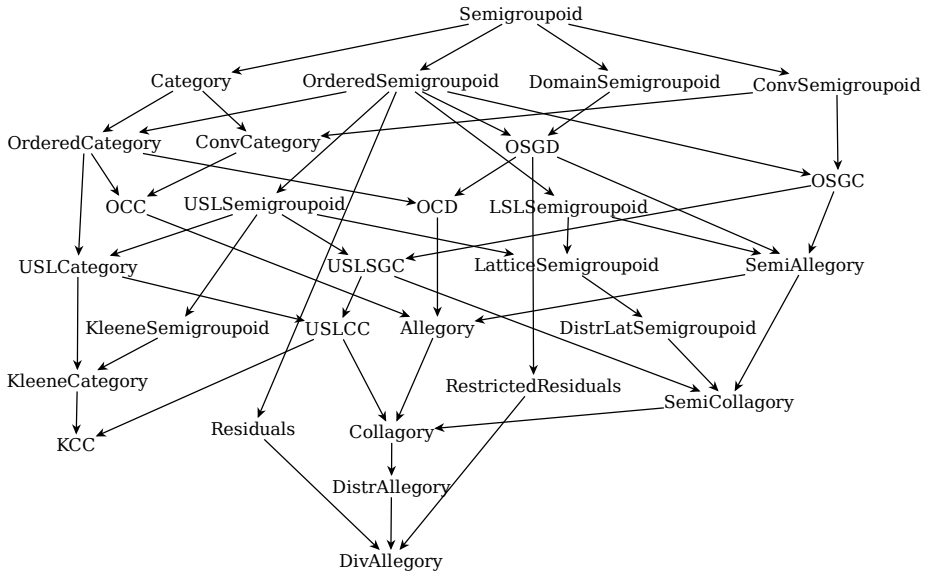 Semigroupoid
Category
OrderedSemigroupoid
DomainSemigroupoid
ConvSemigroupoid
OrderedCategory
ConvCategory
OSGD
OSGC
OCC
USLSemigroupoid
OCD
LSLSemigroupoid
USLCategory
USLSGC
LatticeSemigroupoid
SemiAllegory
KleeneSemigroupoid
USLCC
Allegory
DistrLatSemigroupoid
KleeneCategory
RestrictedResiduals
SemiCollagory
KCC
Residuals
Collagory
DistrAllegory
DivAllegory